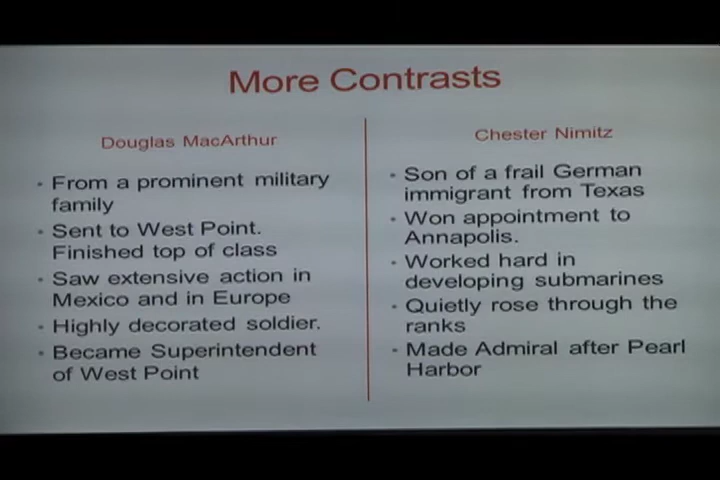 More Contrasts
Douglas MacArthur
• From a prominent military
family
• Sent to West Point.
Finished top of class
• Saw extensive action in
Mexico and in Europe
• Highly decorated soldier.
• Became Superintendent
of West Point
Chester Nimitz
• Son of a frail German
immigrant from Texas
• Won appointment to
Annapolis.
• Worked hard in
developing submarines
• Quietly rose through the
ranks
• Made Admiral after Pearl
Harbor